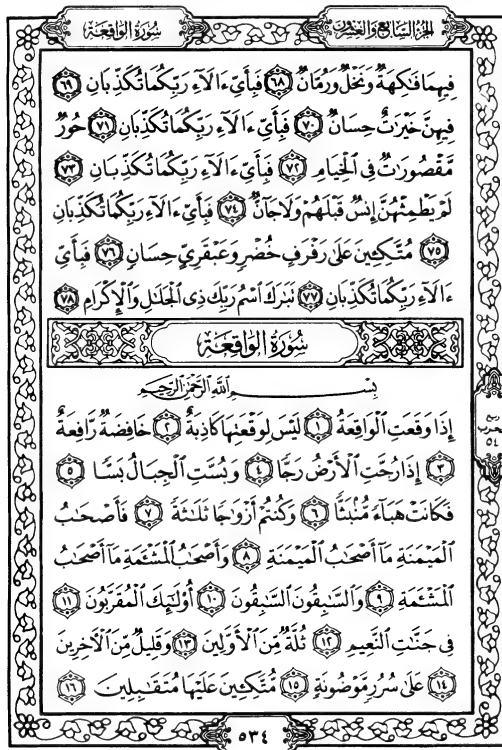 الجزء السابع والعشرون
سورة الواقعة
فِيهِمَا فَٰكِهَةٌ وَنَخْلٌ وَرُمَّانٌ ٦٨ فَبِأَيِّ ءَالَآءِ رَبِّكُمَا تُكَذِّبَانِ ٦٩
فِيهِنَّ خَيْرَٰتٌ حِسَانٌ ٧٠ فَبِأَيِّ ءَالَآءِ رَبِّكُمَا تُكَذِّبَانِ ٧١ حُورٌ
مَّقْصُورَٰتٌ فِى ٱلْخِيَامِ ٧٢ فَبِأَيِّ ءَالَآءِ رَبِّكُمَا تُكَذِّبَانِ ٧٣
لَمْ يَطْمِثْهُنَّ إِنسٌ قَبْلَهُمْ وَلَا جَآنٌّ ٧٤ فَبِأَيِّ ءَالَآءِ رَبِّكُمَا تُكَذِّبَانِ
٧٥ مُتَّكِـِٔينَ عَلَىٰ رَفْرَفٍ خُضْرٍ وَعَبْقَرِىٍّ حِسَانٍ ٧٦ فَبِأَيِّ
ءَالَآءِ رَبِّكُمَا تُكَذِّبَانِ ٧٧ تَبَٰرَكَ ٱسْمُ رَبِّكَ ذِى ٱلْجَلَٰلِ وَٱلْإِكْرَامِ ٧٨
سُورَةُ الوَاقِعَةِ
بِسْمِ ٱللَّهِ ٱلرَّحْمَٰنِ ٱلرَّحِيمِ
إِذَا وَقَعَتِ ٱلْوَاقِعَةُ ١ لَيْسَ لِوَقْعَتِهَا كَاذِبَةٌ ٢ خَافِضَةٌ رَّافِعَةٌ
٣ إِذَا رُجَّتِ ٱلْأَرْضُ رَجًّا ٤ وَبُسَّتِ ٱلْجِبَالُ بَسًّا ٥
فَكَانَتْ هَبَآءً مُّنۢبَثًّا ٦ وَكُنتُمْ أَزْوَٰجًا ثَلَٰثَةً ٧ فَأَصْحَٰبُ
ٱلْمَيْمَنَةِ مَآ أَصْحَٰبُ ٱلْمَيْمَنَةِ ٨ وَأَصْحَٰبُ ٱلْمَشْـَٔمَةِ مَآ أَصْحَٰبُ
ٱلْمَشْـَٔمَةِ ٩ وَٱلسَّٰبِقُونَ ٱلسَّٰبِقُونَ ١٠ أُو۟لَٰٓئِكَ ٱلْمُقَرَّبُونَ ١١
فِى جَنَّٰتِ ٱلنَّعِيمِ ١٢ ثُلَّةٌ مِّنَ ٱلْأَوَّلِينَ ١٣ وَقَلِيلٌ مِّنَ ٱلْءَاخِرِينَ
١٤ عَلَىٰ سُرُرٍ مَّوْضُونَةٍ ١٥ مُّتَّكِـِٔينَ عَلَيْهَا مُتَقَٰبِلِينَ ١٦
حزب
٥٤
٥٣٤